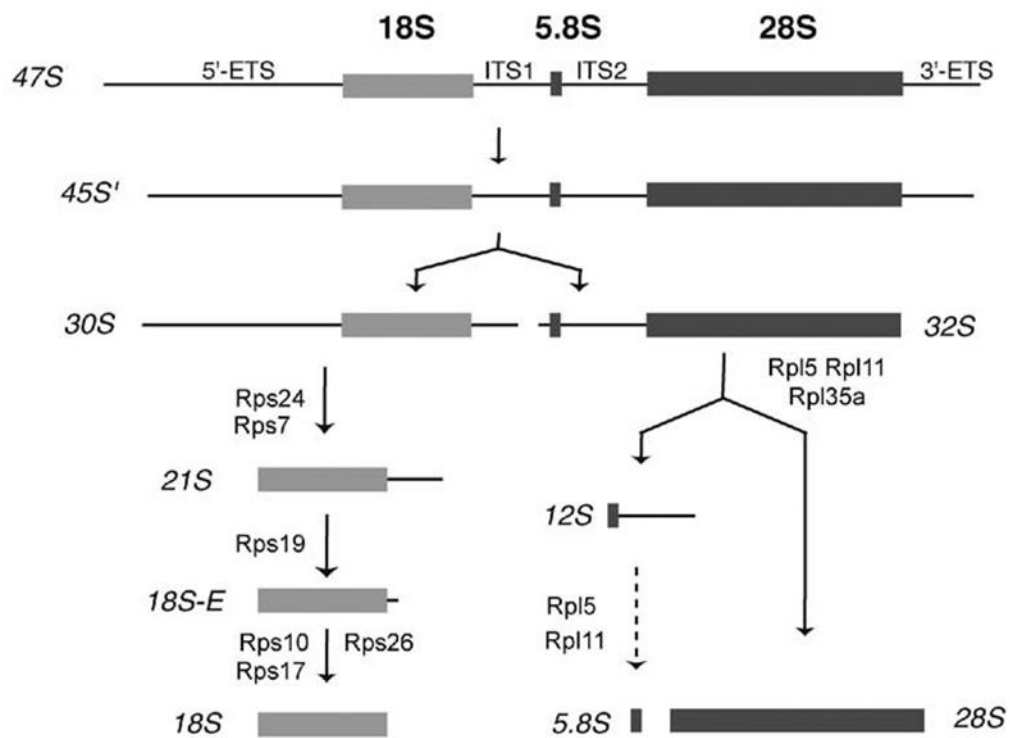 18S 5.8S 28S
47S 5'-ETS ITS1 ITS2 3'-ETS
45S'
30S 32S
Rpl5 Rpl11
Rpl35a
Rps24
Rps7
21S
12S
Rps19
18S-E
Rpl5
Rpl11
Rps10 Rps26
Rps17
18S 5.8S 28S